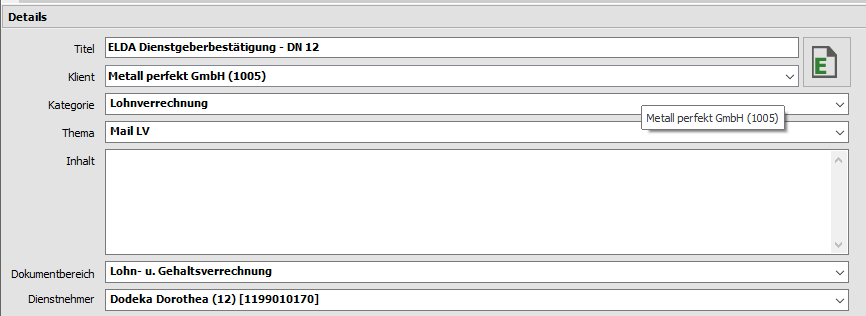 Details
Titel ELDA Dienstgeberbestätigung - DN 12
Klient Metall perfekt GmbH (1005)
E
Kategorie Lohnverrechnung
Metall perfekt GmbH (1005)
Thema Mail LV
Inhalt
Dokumentbereich Lohn- u. Gehaltsverrechnung
Dienstnehmer Dodeka Dorothea (12) [1199010170]